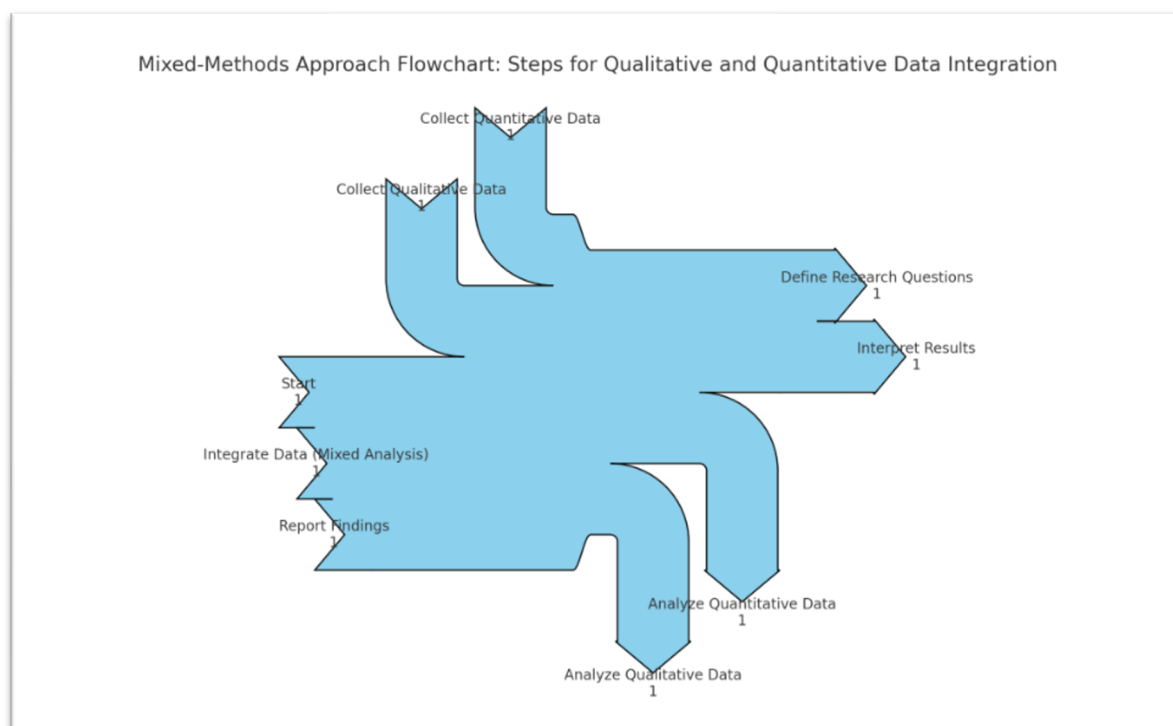 Mixed-Methods Approach Flowchart: Steps for Qualitative and Quantitative Data Integration
Collect Quantitative Data
1
Collect Qualitative Data
1
Define Research Questions
1
Interpret Results
1
Start
1
Integrate Data (Mixed Analysis)
1
Report Findings
1
Analyze Quantitative Data
1
Analyze Qualitative Data
1